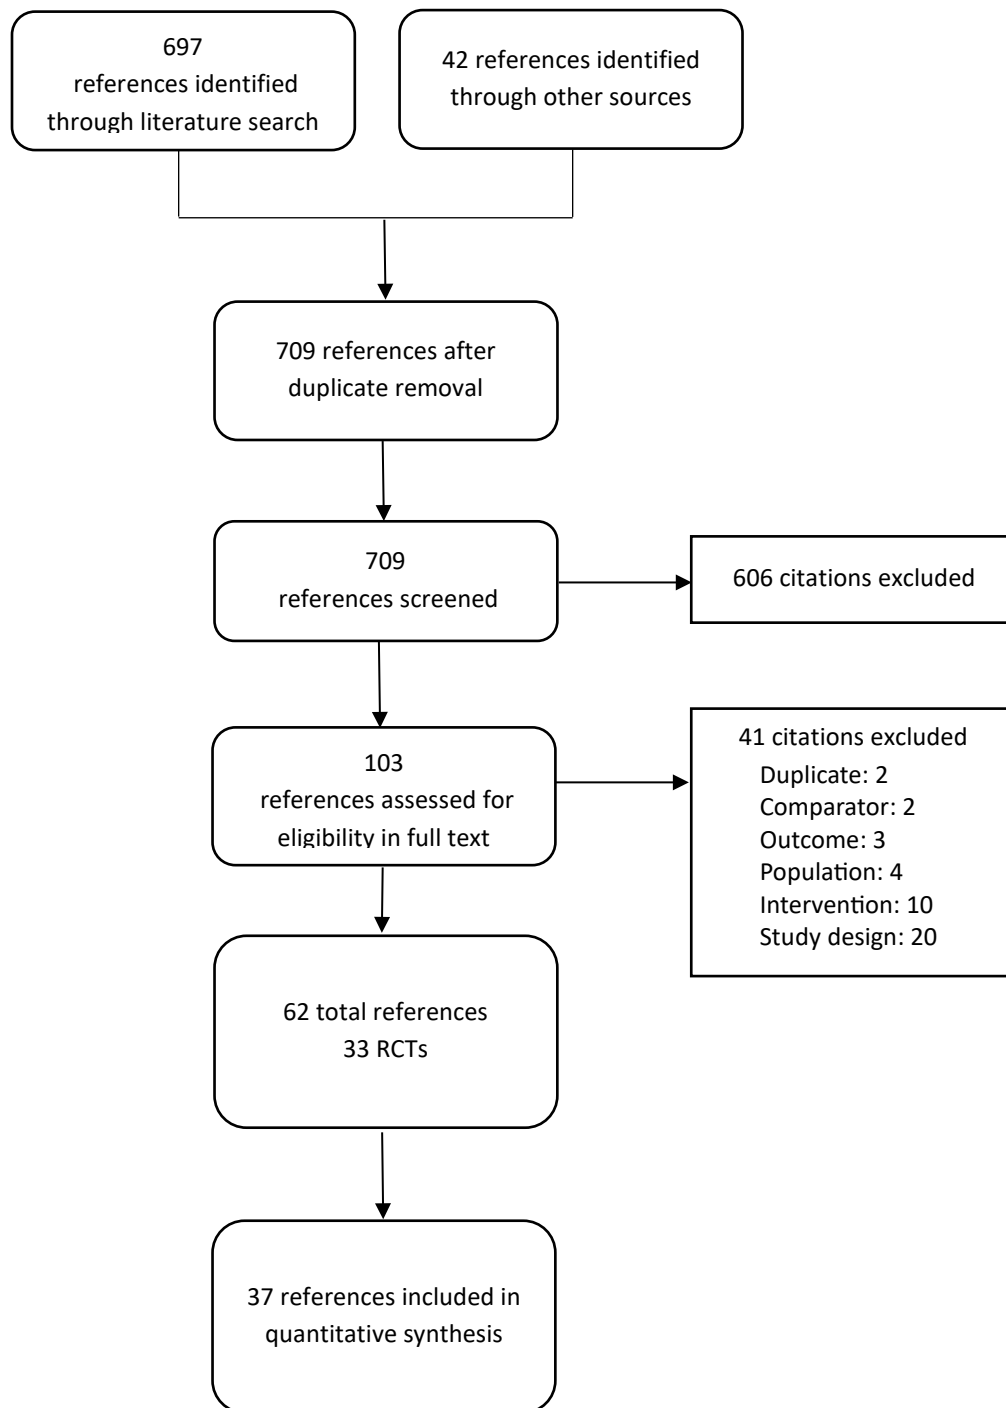 697
references identified
through literature search
42 references identified
through other sources
709 references after
duplicate removal
709
references screened
606 citations excluded
103
references assessed for
eligibility in full text
41 citations excluded
Duplicate: 2
Comparator: 2
Outcome: 3
Population: 4
Intervention: 10
Study design: 20
62 total references
33 RCTs
37 references included in
quantitative synthesis